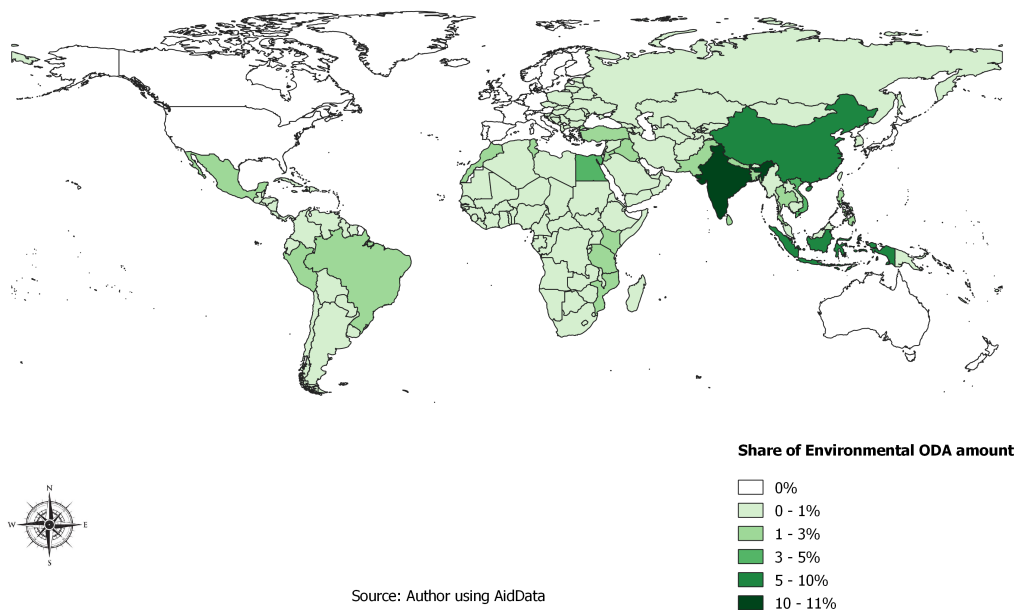 Share of Environmental ODA amount
0%
0 - 1%
1 - 3%
3 - 5%
5 - 10%
10 - 11%
N
W E
S
Source: Author using AidData